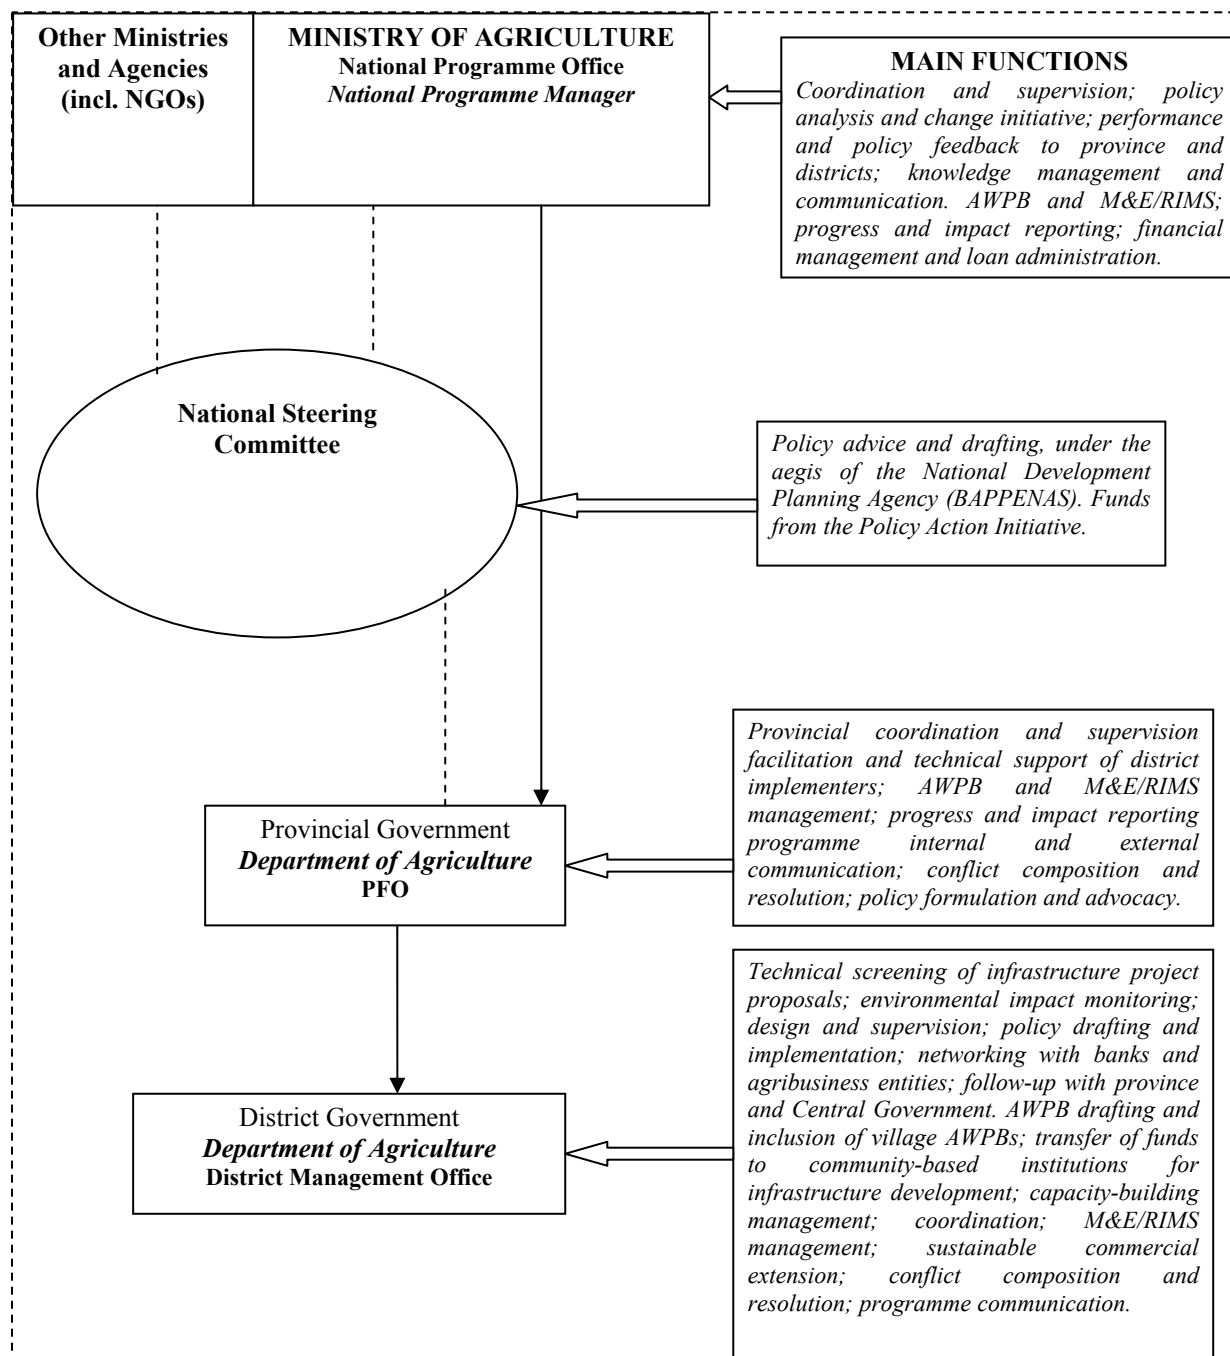 Other Ministries
and Agencies
(incl. NGOs)
MINISTRY OF AGRICULTURE
National Programme Office
National Programme Manager
MAIN FUNCTIONS
Coordination and supervision; policy
analysis and change initiative; performance
and policy feedback to province and
districts; knowledge management and
communication. AWPB and M&E/RIMS;
progress and impact reporting; financial
management and loan administration.
National Steering
Committee
Policy advice and drafting, under the
aegis of the National Development
Planning Agency (BAPPENAS). Funds
from the Policy Action Initiative.
Provincial Government
Department of Agriculture
PFO
Provincial coordination and supervision
facilitation and technical support of district
implementers; AWPB and M&E/RIMS
management; progress and impact reporting
programme internal and external
communication; conflict composition and
resolution; policy formulation and advocacy.
District Government
Department of Agriculture
District Management Office
Technical screening of infrastructure project
proposals; environmental impact monitoring;
design and supervision; policy drafting and
implementation; networking with banks and
agribusiness entities; follow-up with province
and Central Government. AWPB drafting and
inclusion of village AWPBs; transfer of funds
to community-based institutions for
infrastructure development; capacity-building
management; coordination; M&E/RIMS
management; sustainable commercial
extension; conflict composition and
resolution; programme communication.